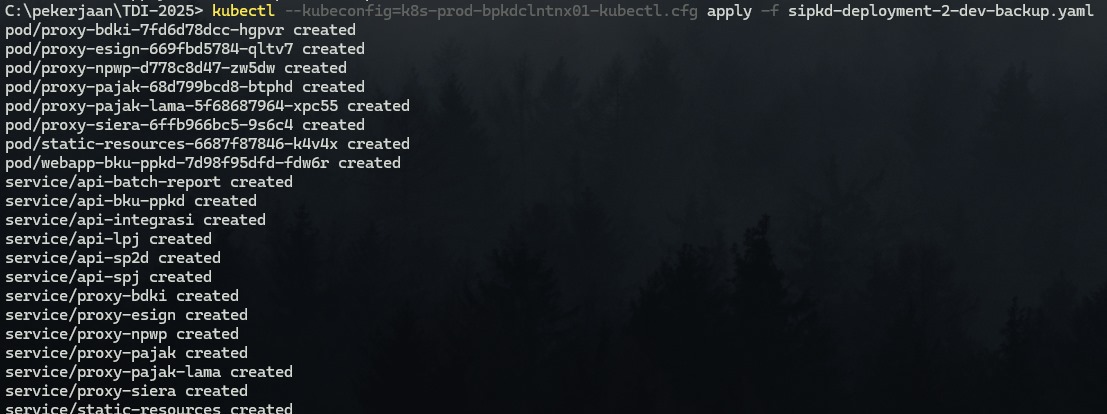 C:\pekerjaan\TDI-2025> kubectl --kubeconfig=k8s-prod-bpkdclntnx01-kubectl.cfg apply -f sipkd-deployment-2-dev-backup.yaml
pod/proxy-bdki-7fd6d78dcc-hgpvr created
pod/proxy-esign-669fbd5784-qltv7 created
pod/proxy-npwp-d778c8d47-zw5dw created
pod/proxy-pajak-68d799bcd8-btphd created
pod/proxy-pajak-lama-5f68687964-xpc55 created
pod/proxy-siera-6ffb966bc5-9s6c4 created
pod/static-resources-6687f87846-k4v4x created
pod/webapp-bku-ppkd-7d98f95dfd-fdw6r created
service/api-batch-report created
service/api-bku-ppkd created
service/api-integrasi created
service/api-lpj created
service/api-sp2d created
service/api-spj created
service/proxy-bdki created
service/proxy-esign created
service/proxy-npwp created
service/proxy-pajak created
service/proxy-pajak-lama created
service/proxy-siera created
service/static-resources created